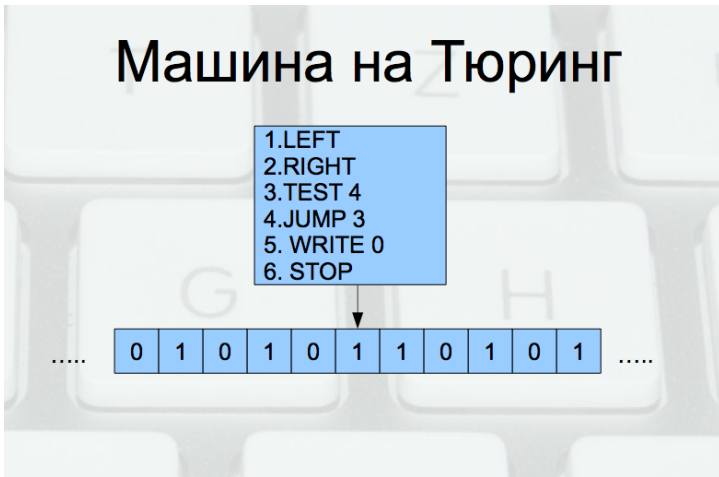 Машина на Тюринг
1.LEFT
2.RIGHT
3.TEST 4
4.JUMP 3
5. WRITE 0
6. STOP
..... 0 1 0 1 0 1 1 0 1 0 1 .....
T Z
G H